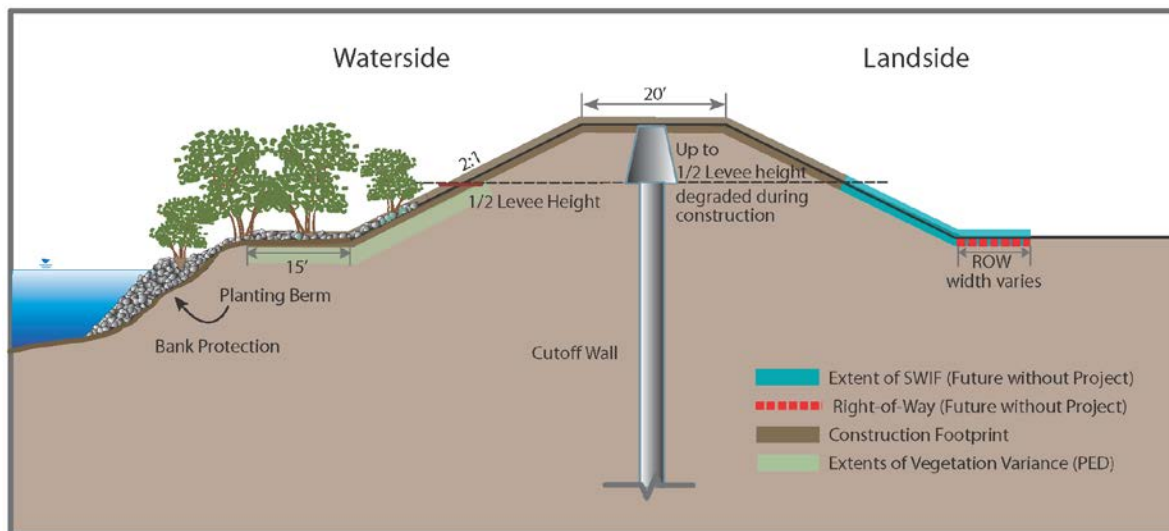 Waterside
Landside
20'
2:1
Up to
1/2 Levee height
degraded during
construction
1/2 Levee Height
15'
Planting Berm
Bank Protection
ROW
width varies
Cutoff Wall
Extent of SWIF (Future without Project)
Right-of-Way (Future without Project)
Construction Footprint
Extents of Vegetation Variance (PED)